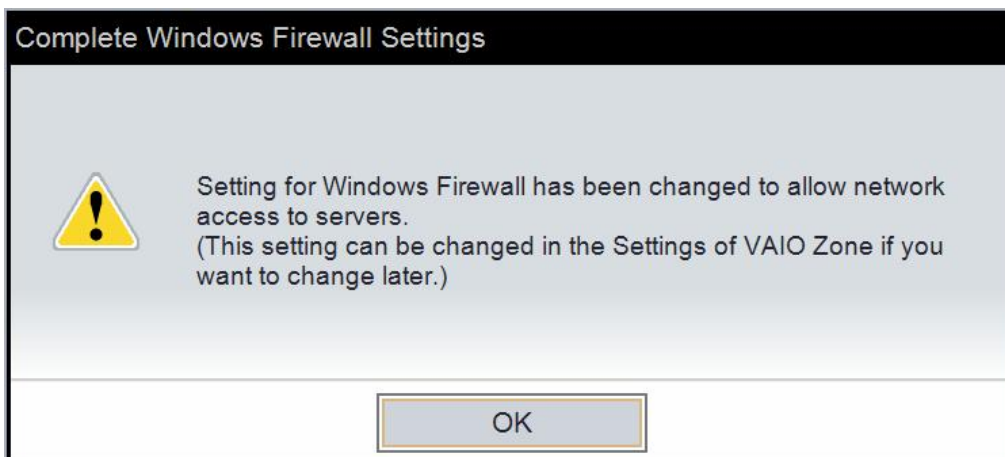 Complete Windows Firewall Settings
Setting for Windows Firewall has been changed to allow network
access to servers.
(This setting can be changed in the Settings of VAIO Zone if you
want to change later.)
OK